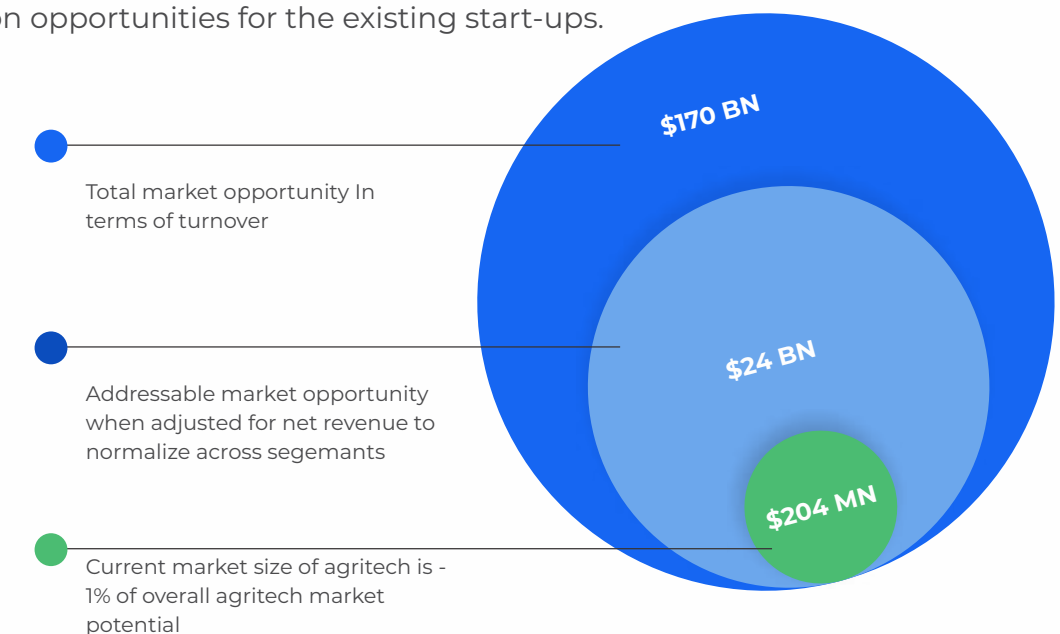 on opportunities for the existing start-ups.
$170 BN
Total market opportunity In
terms of turnover
$24 BN
Addressable market opportunity
when adjusted for net revenue to
normalize across segemants
$204 MN
Current market size of agritech is -
1% of overall agritech market
potential